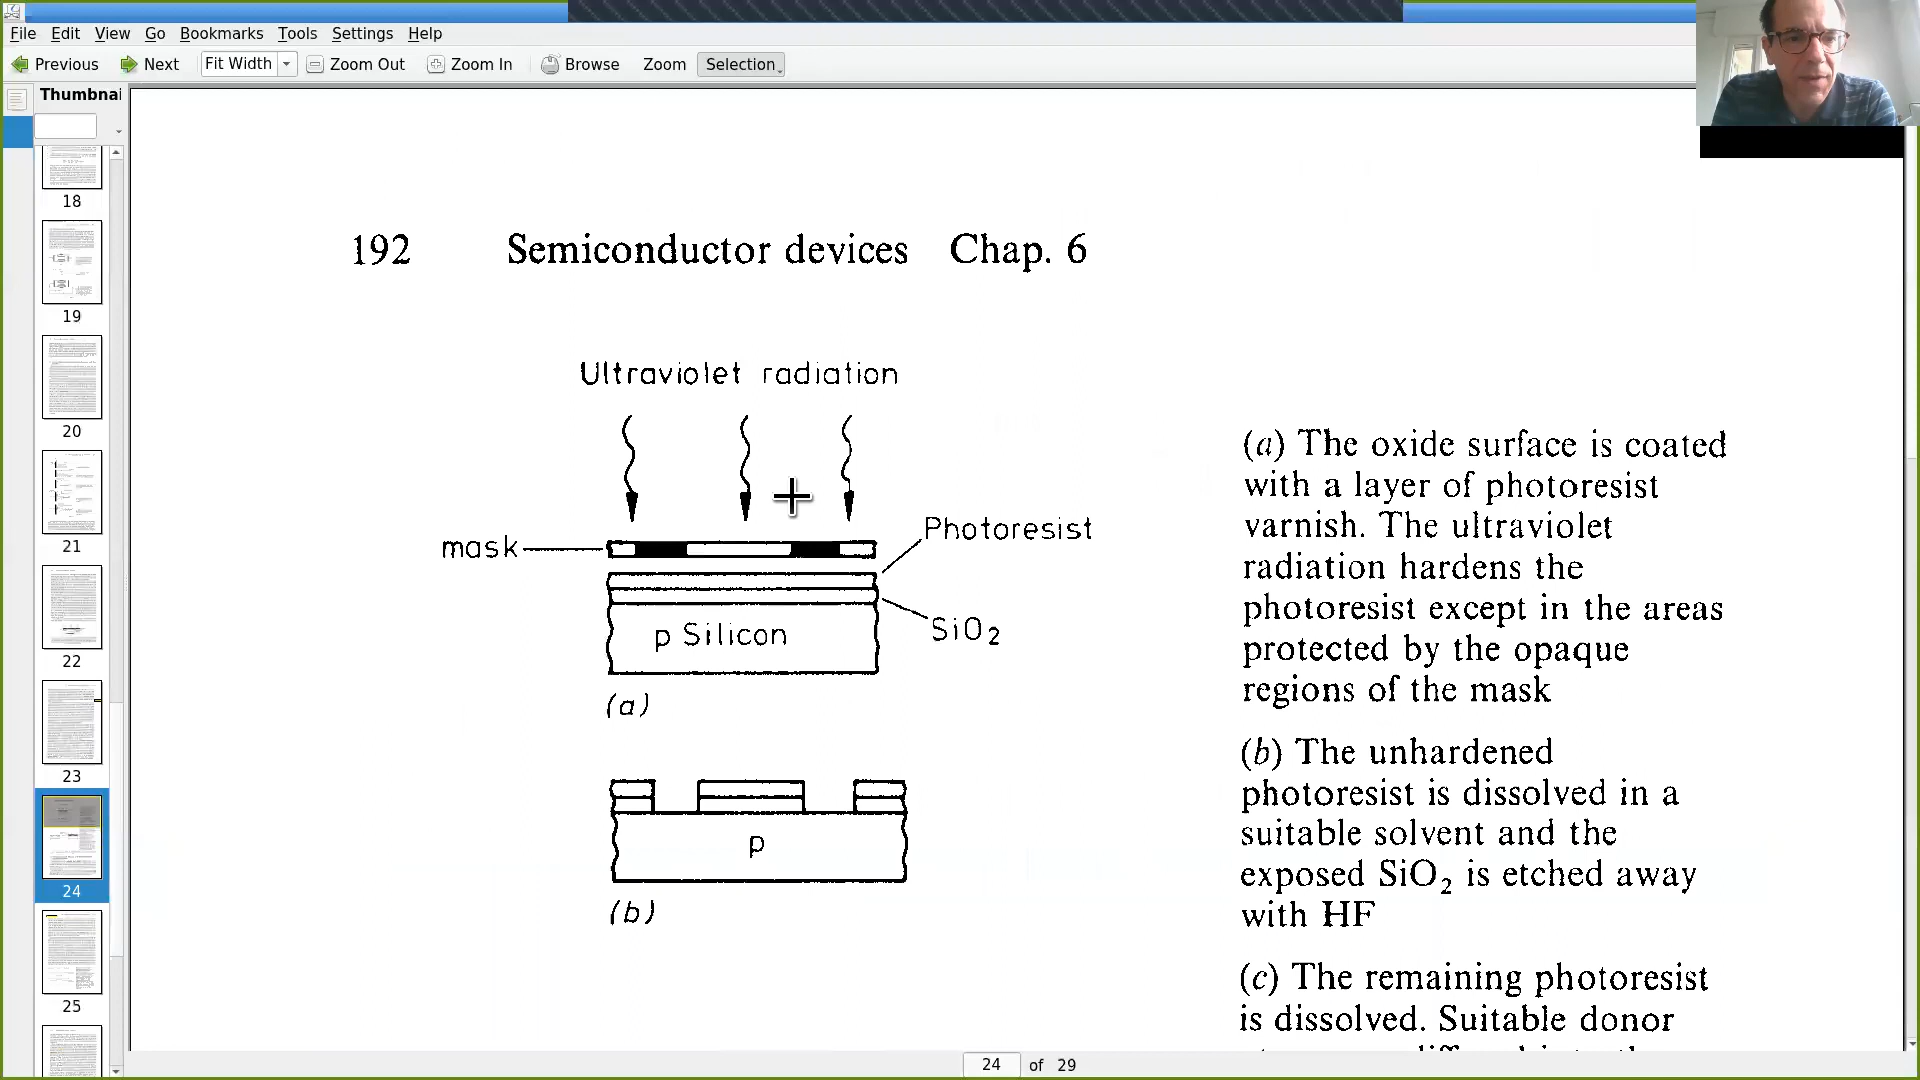 File Edit View Go Bookmarks Tools Settings Help
Previous Next Fit Width Zoom Out Zoom In Browse Zoom Selection
Thumbnai
18
19
20
21
22
23
24
25
192 Semiconductor devices Chap. 6
Ultraviolet radiation
mask
Photoresist
SiO₂
p Silicon
(a)
p
(b)
(a) The oxide surface is coated
with a layer of photoresist
varnish. The ultraviolet
radiation hardens the
photoresist except in the areas
protected by the opaque
regions of the mask
(b) The unhardened
photoresist is dissolved in a
suitable solvent and the
exposed SiO₂ is etched away
with HF
(c) The remaining photoresist
is dissolved. Suitable donor
24 of 29